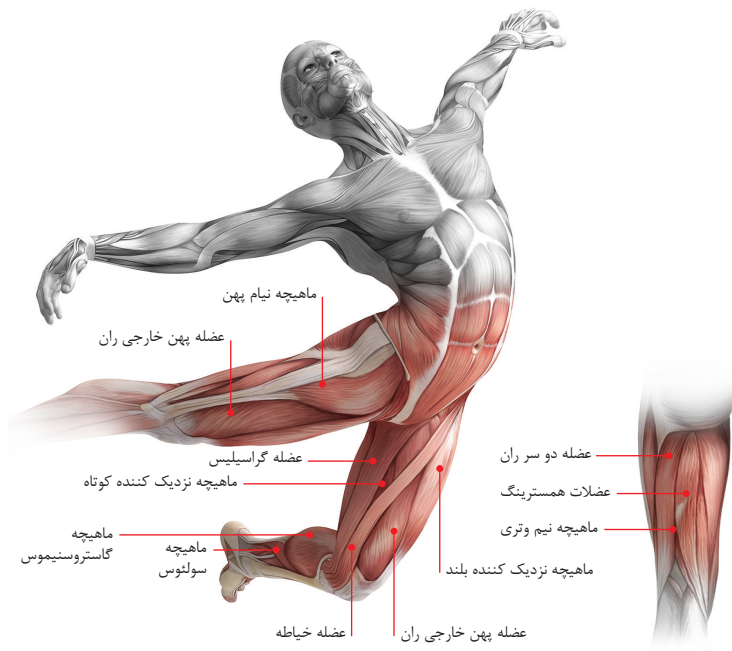 ماهیچه نیام پهن
عضله پهن خارجی ران
عضله گراسیلیس
ماهیچه نزدیک کننده کوتاه
ماهیچه
گاستروسنیموس
ماهیچه
سولئوس
عضله خیاطه
عضله پهن خارجی ران
ماهیچه نزدیک کننده بلند
عضله دو سر ران
عضلات همسترینگ
ماهیچه نیم وتری